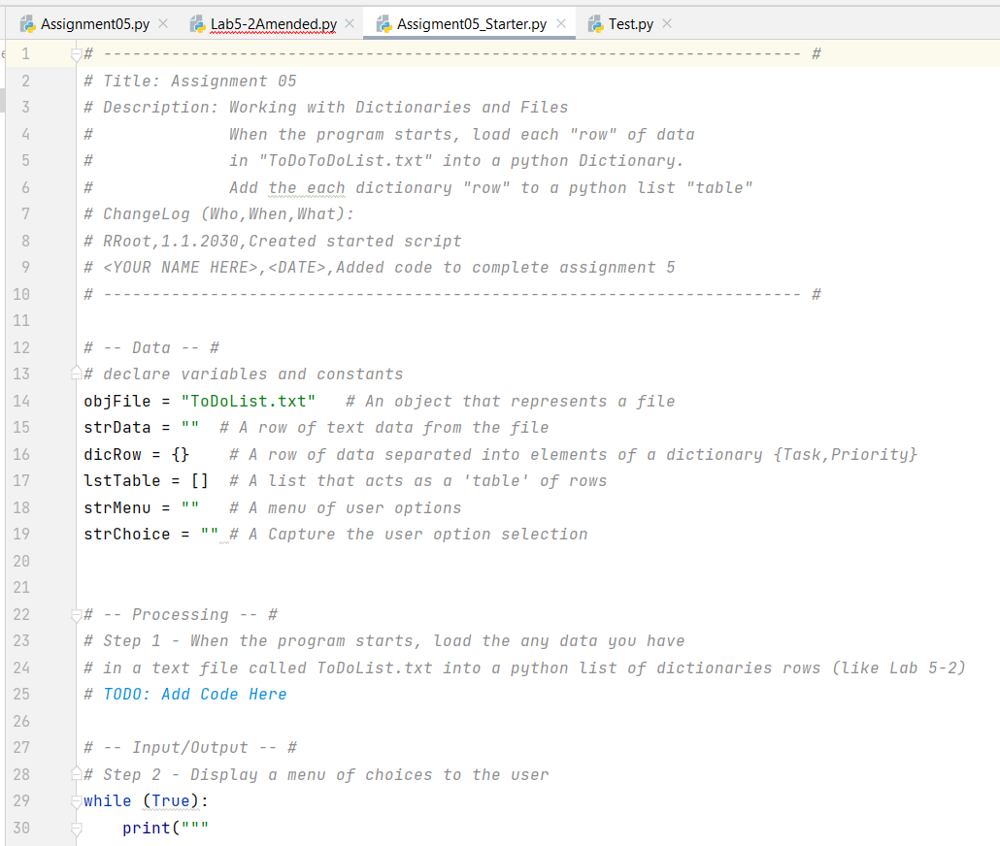 Assignment05.py Lab5-2Amended.py Assigment05_Starter.py Test.py
1 # ------------------------------------------------------------------------ #
2 # Title: Assignment 05
3 # Description: Working with Dictionaries and Files
4 #              When the program starts, load each "row" of data
5 #              in "ToDoToDoList.txt" into a python Dictionary.
6 #              Add the each dictionary "row" to a python list "table"
7 # ChangeLog (Who,When,What):
8 # RRoot,1.1.2030,Created started script
9 # <YOUR NAME HERE>,<DATE>,Added code to complete assignment 5
10 # ------------------------------------------------------------------------ #
11
12 # -- Data -- #
13 # declare variables and constants
14 objFile = "ToDoList.txt"   # An object that represents a file
15 strData = ""  # A row of text data from the file
16 dicRow = {}    # A row of data separated into elements of a dictionary {Task,Priority}
17 lstTable = []  # A list that acts as a 'table' of rows
18 strMenu = ""   # A menu of user options
19 strChoice = "" # A Capture the user option selection
20
21
22 # -- Processing -- #
23 # Step 1 - When the program starts, load the any data you have
24 # in a text file called ToDoList.txt into a python list of dictionaries rows (like Lab 5-2)
25 # TODO: Add Code Here
26
27 # -- Input/Output -- #
28 # Step 2 - Display a menu of choices to the user
29 while (True):
30     print("""